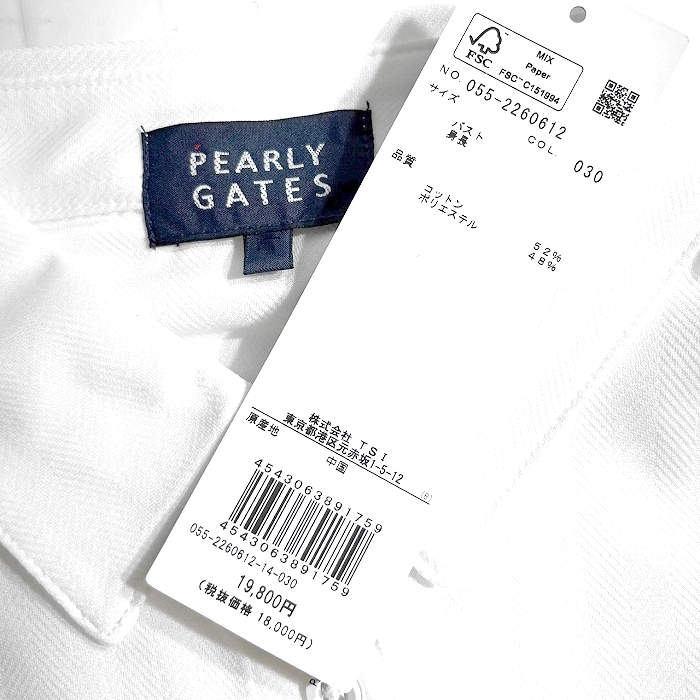 PEARLY
GATES
FSC
MIX
Paper
FSC™C151994
NO. 055-2260612
サイズ
COL. 030
バスト
身長
品質
コットン 52%
ポリエステル 48%
株式会社 TSI
東京都港区元赤坂1-5-12
原産地
中国
4543063891759
4543063891759
055-2260612-14-030
19,800円
(税抜価格 18,000円)